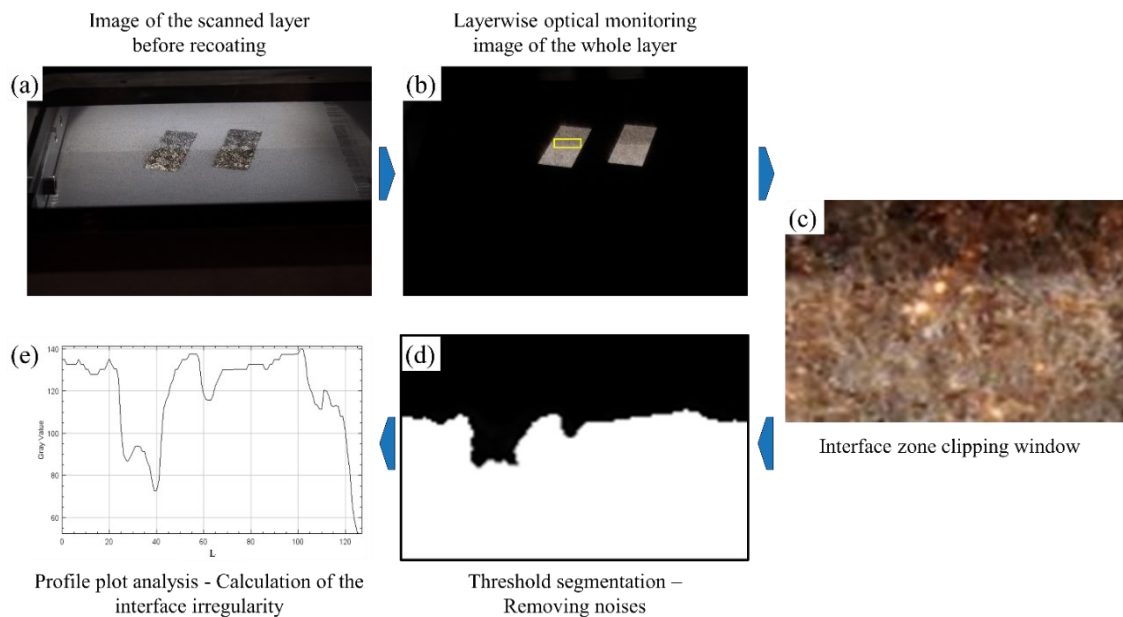 Image of the scanned layer
before recoating
Layerwise optical monitoring
image of the whole layer
(a)
(b)
(c)
Interface zone clipping window
(d)
Threshold segmentation –
Removing noises
(e)
140
120
100
80
60
Gray Value
0
20
40
60
80
100
120
L
Profile plot analysis - Calculation of the
interface irregularity